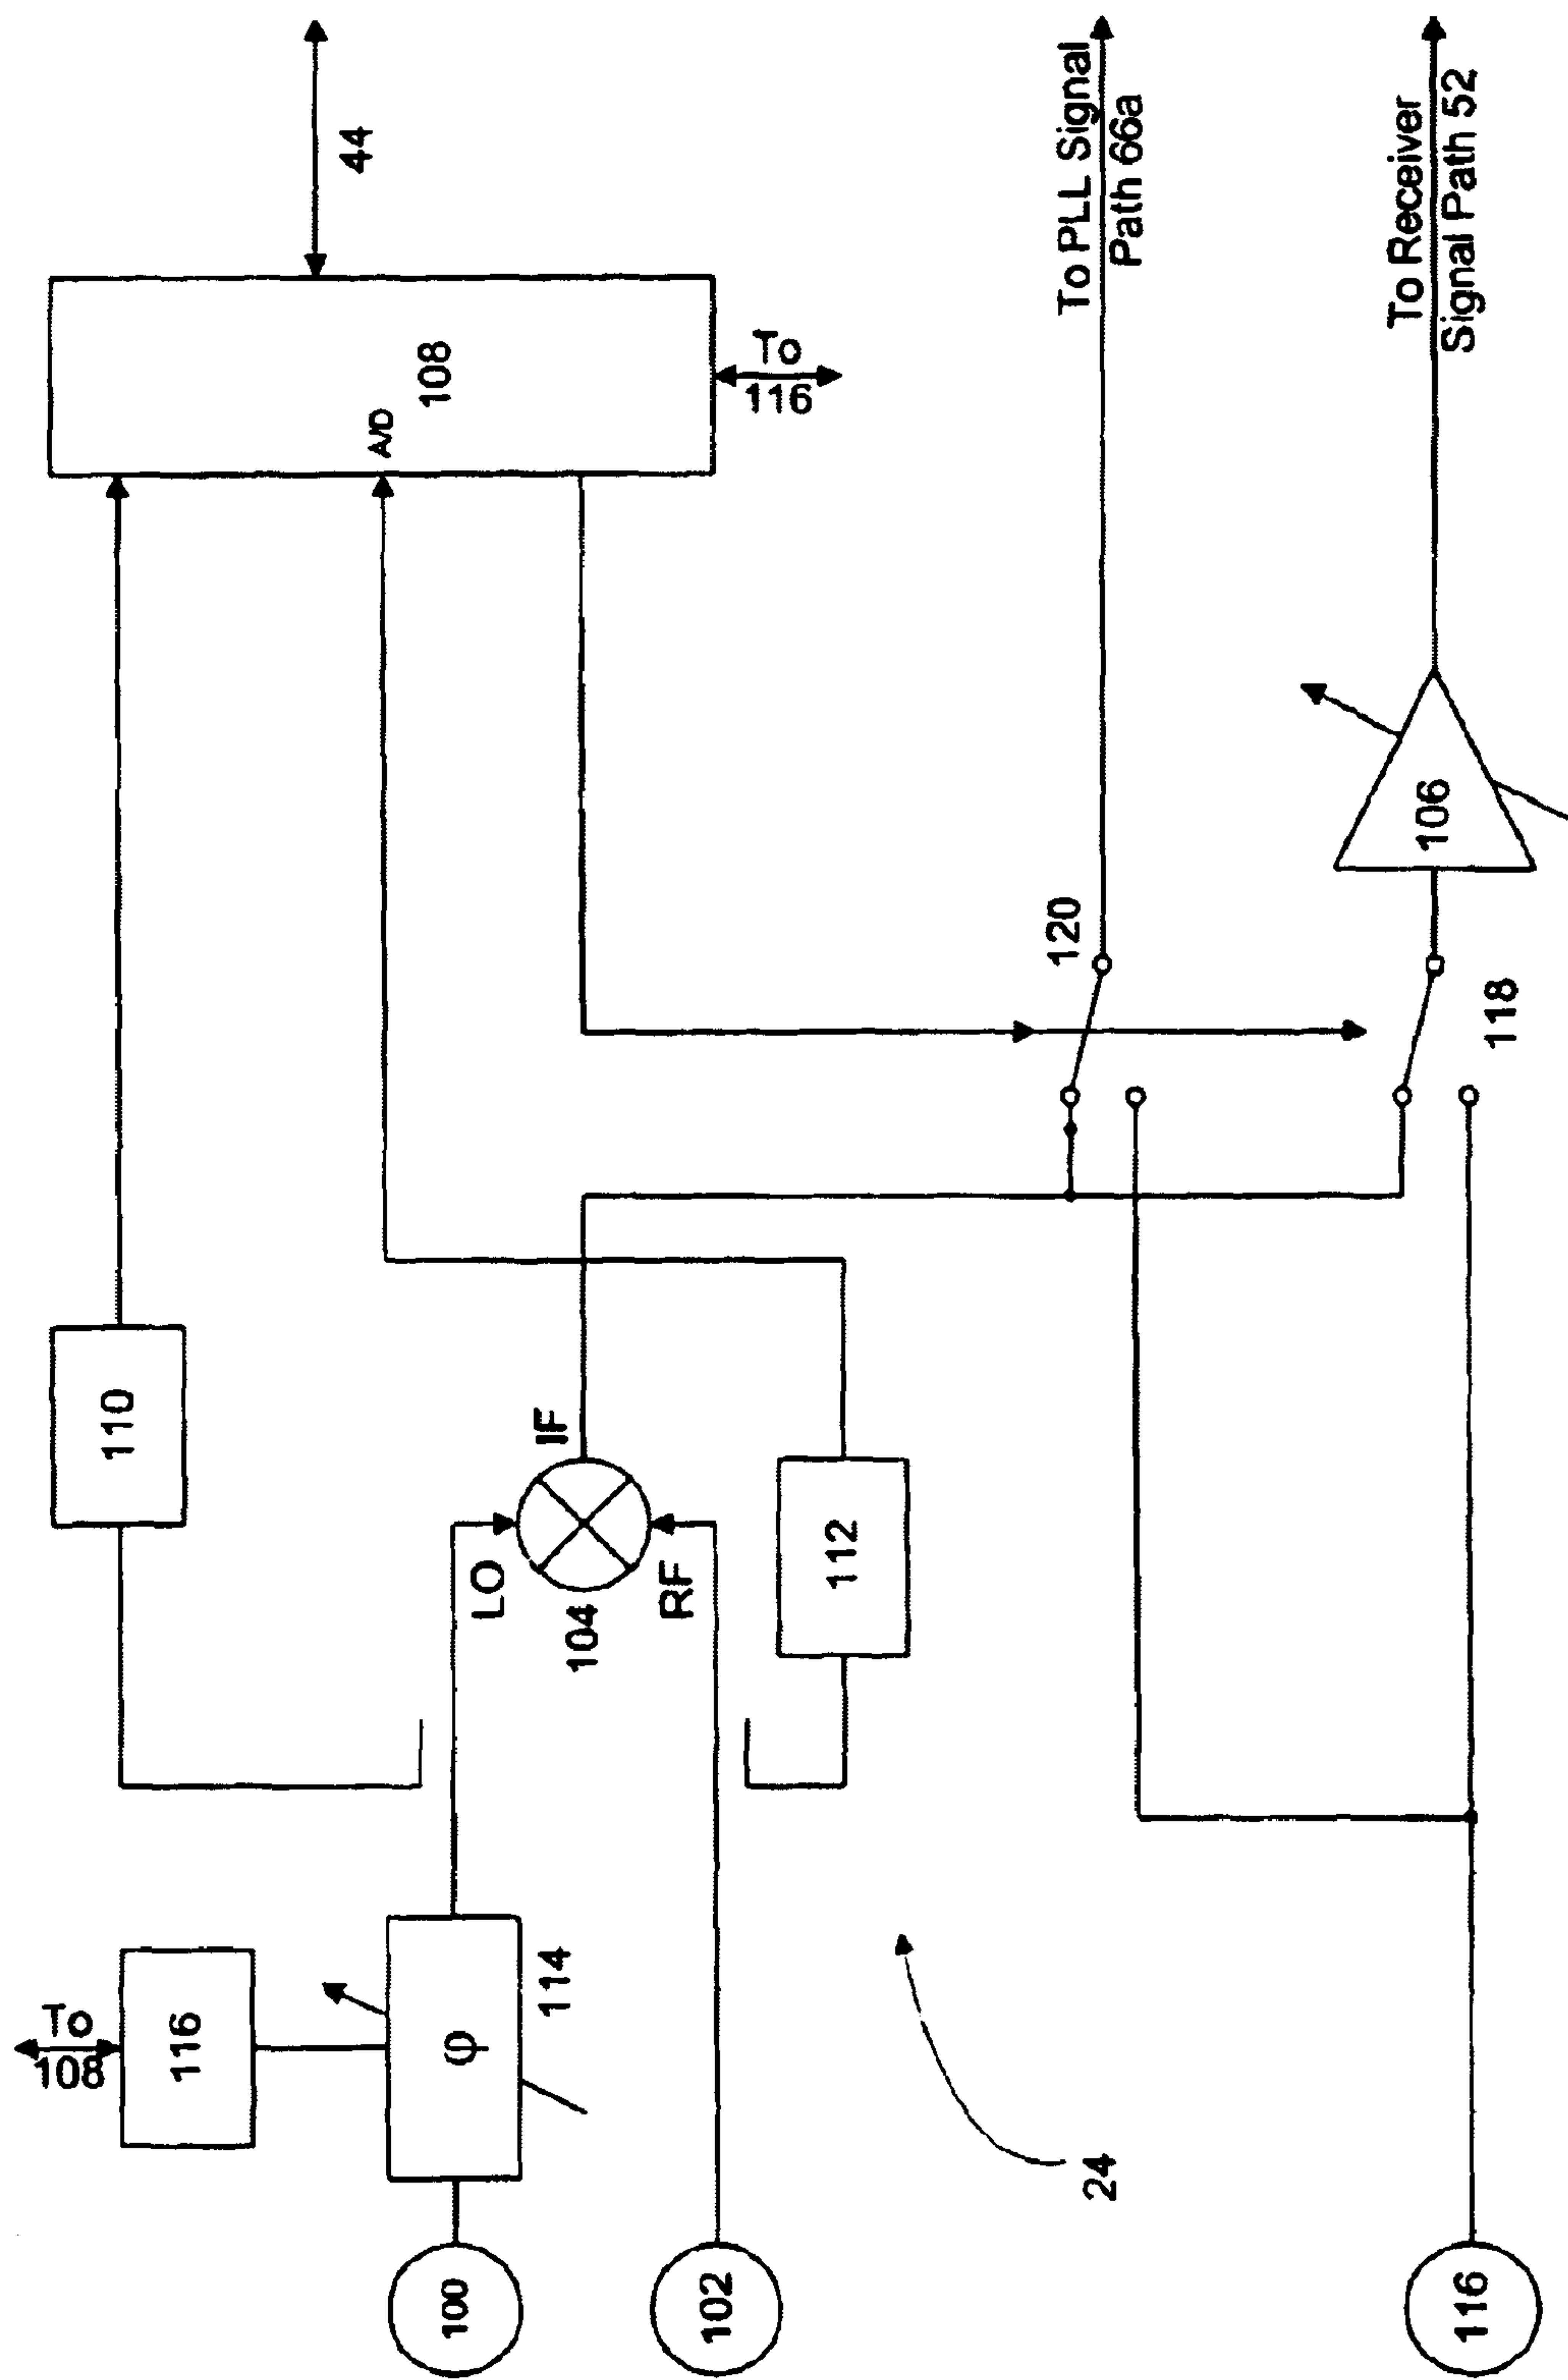 To
108
116
φ
114
100
102
24
116
110
LO
IF
104
RF
112
44
A/D
108
To
116
120
118
106
To PLL Signal
Path 66a
To Receiver
Signal Path 52